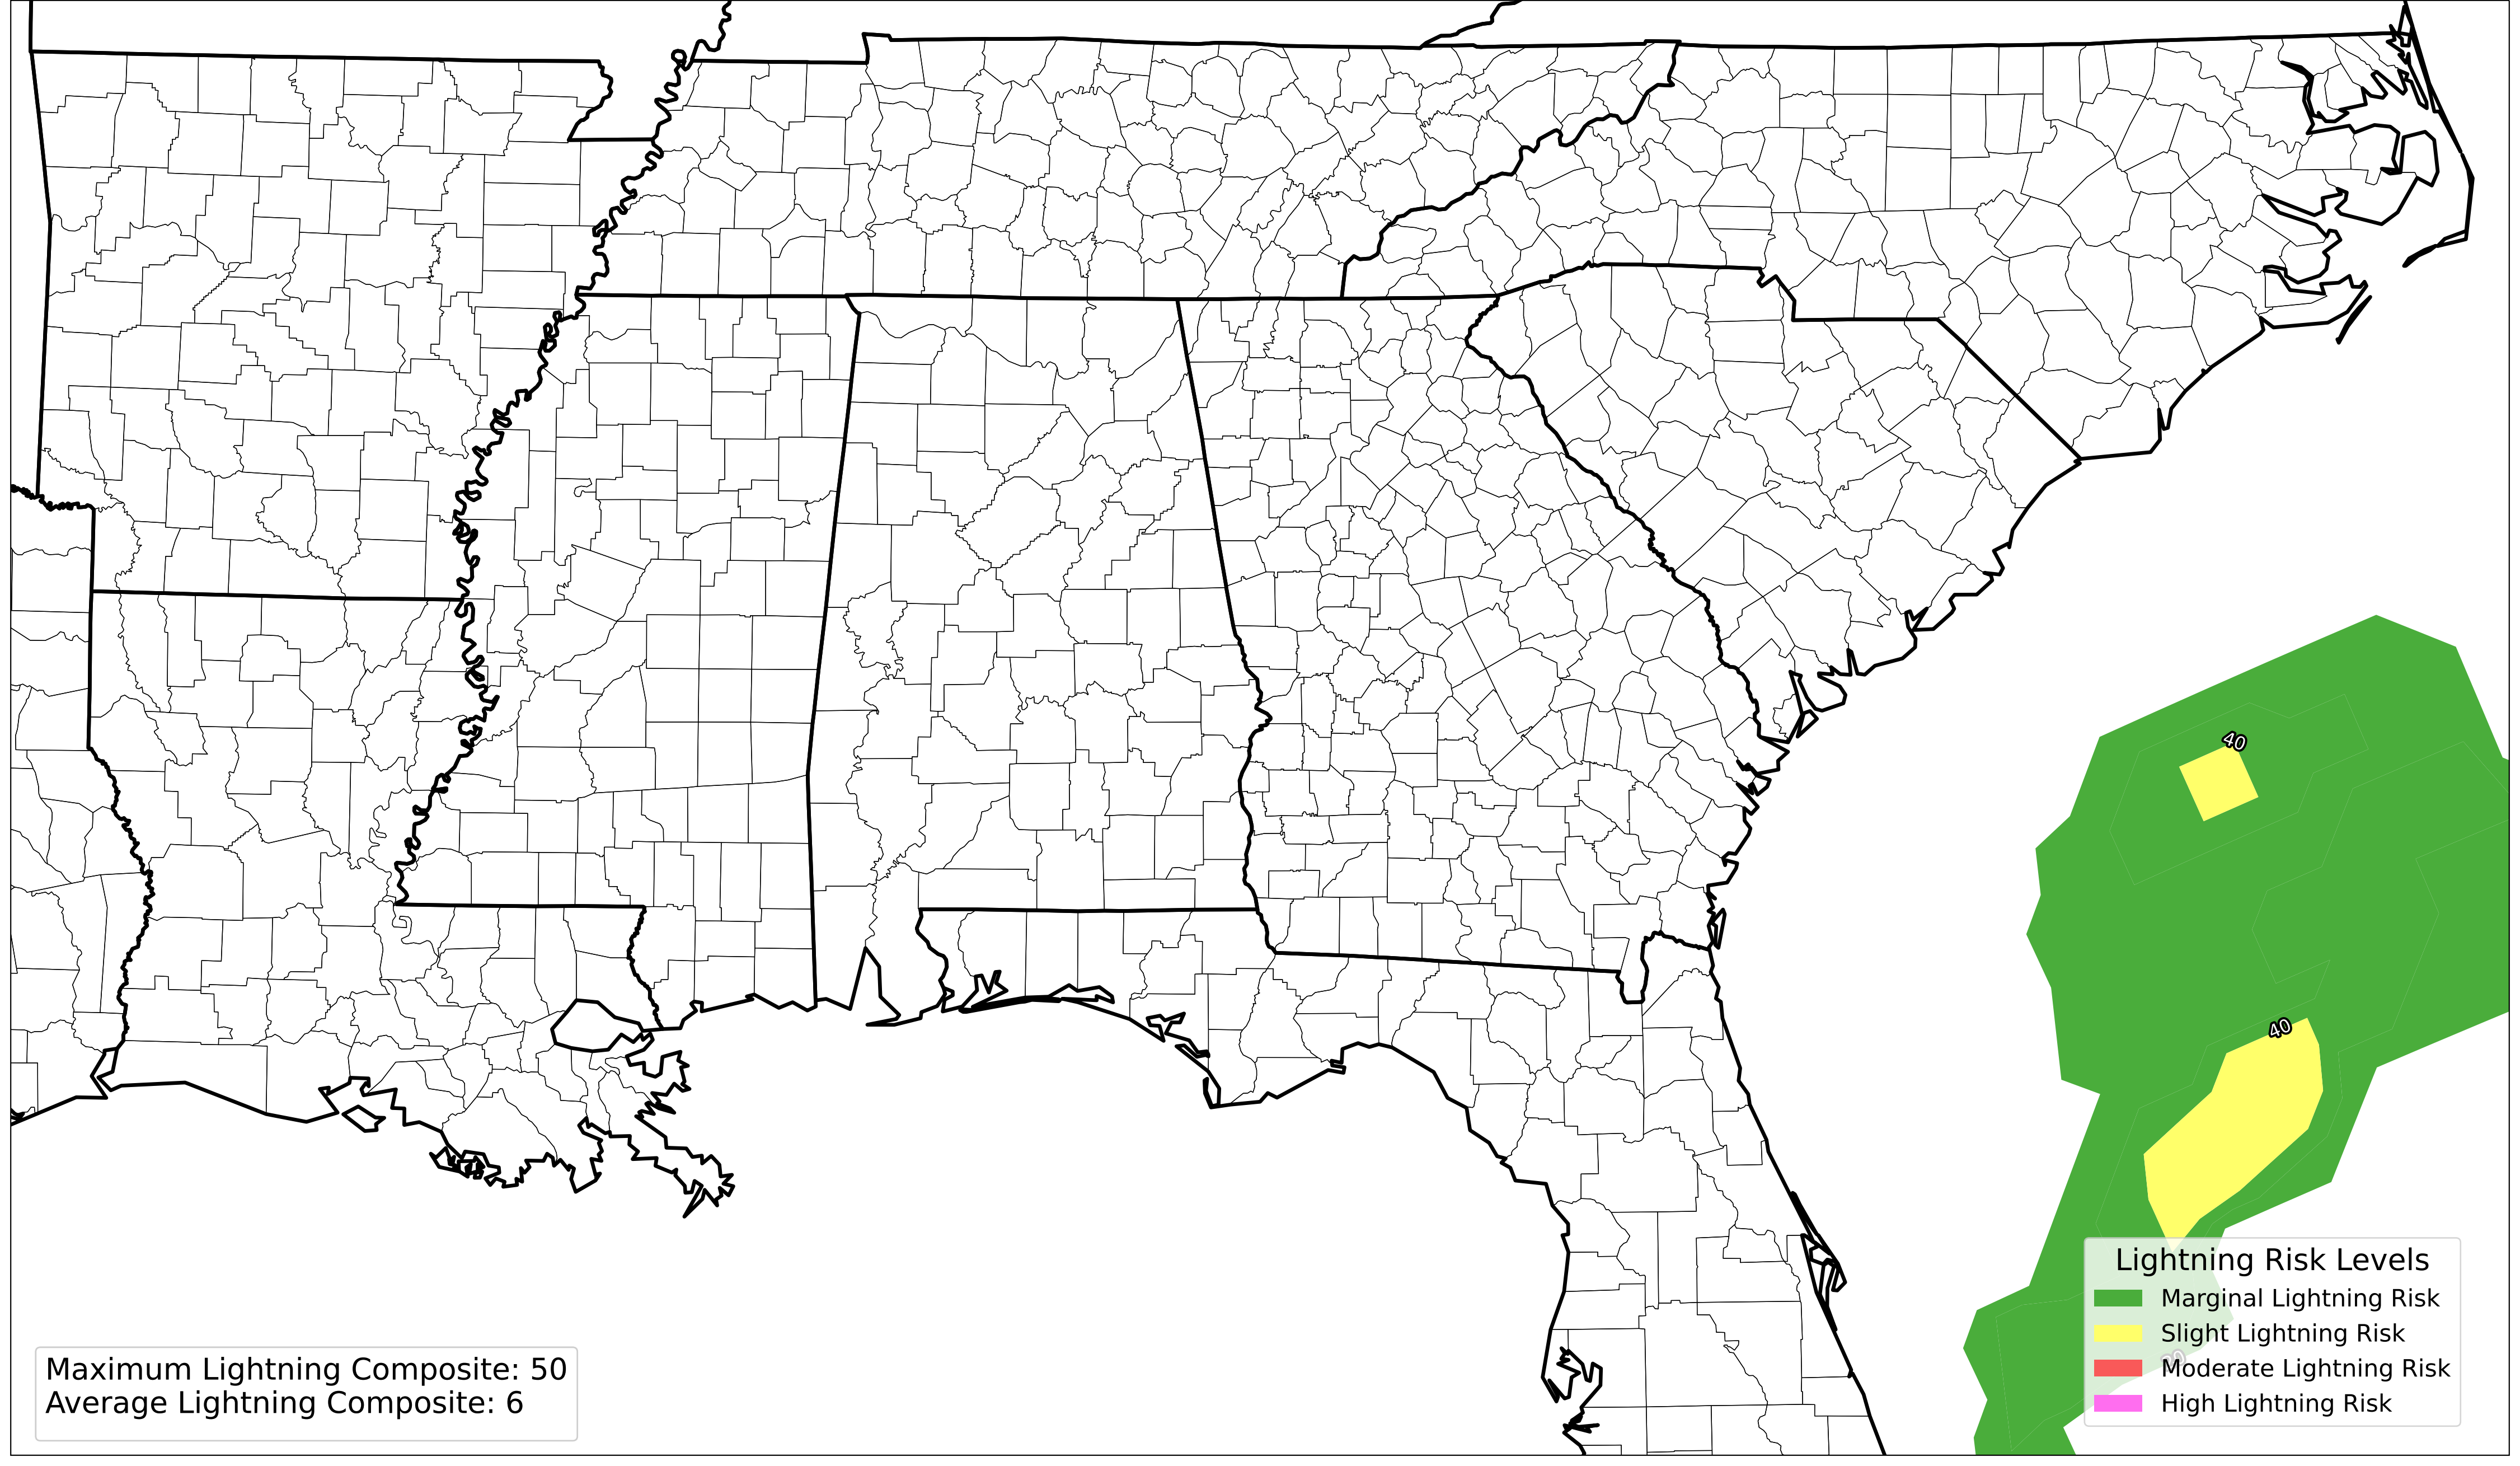 40
40
Lightning Risk Levels
Marginal Lightning Risk
Slight Lightning Risk
Moderate Lightning Risk
High Lightning Risk
Maximum Lightning Composite: 50
Average Lightning Composite: 6